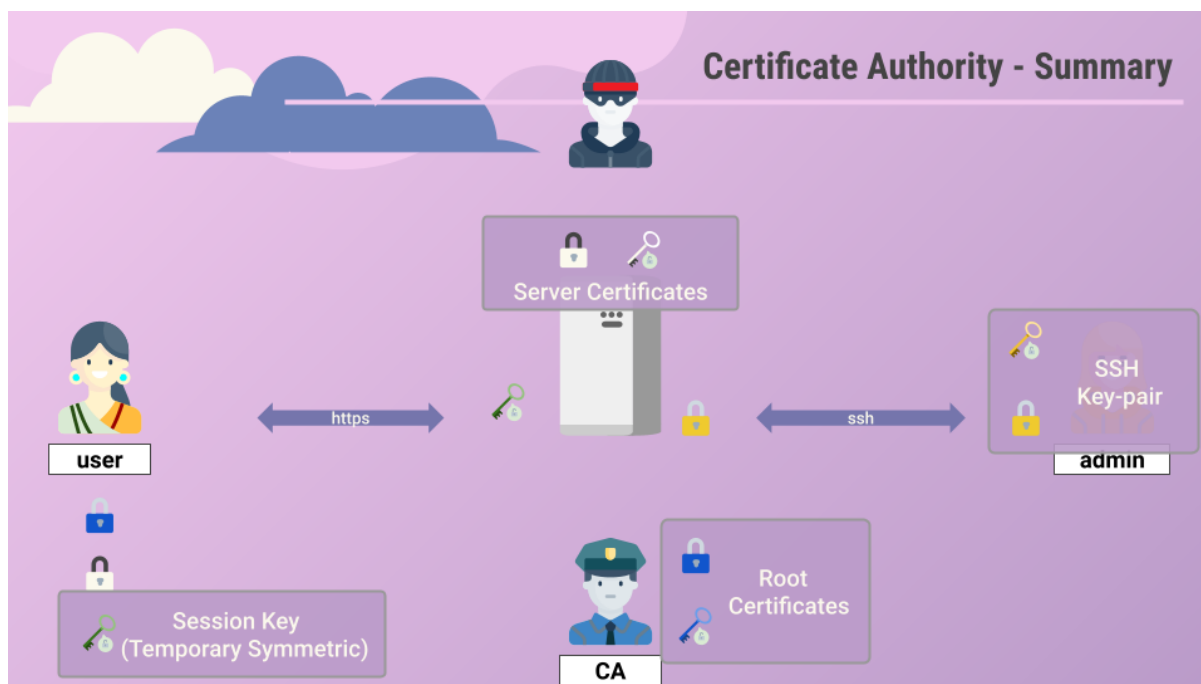 Certificate Authority - Summary
Server Certificates
SSH
Key-pair
https
ssh
user
admin
Root
Certificates
Session Key
(Temporary Symmetric)
CA